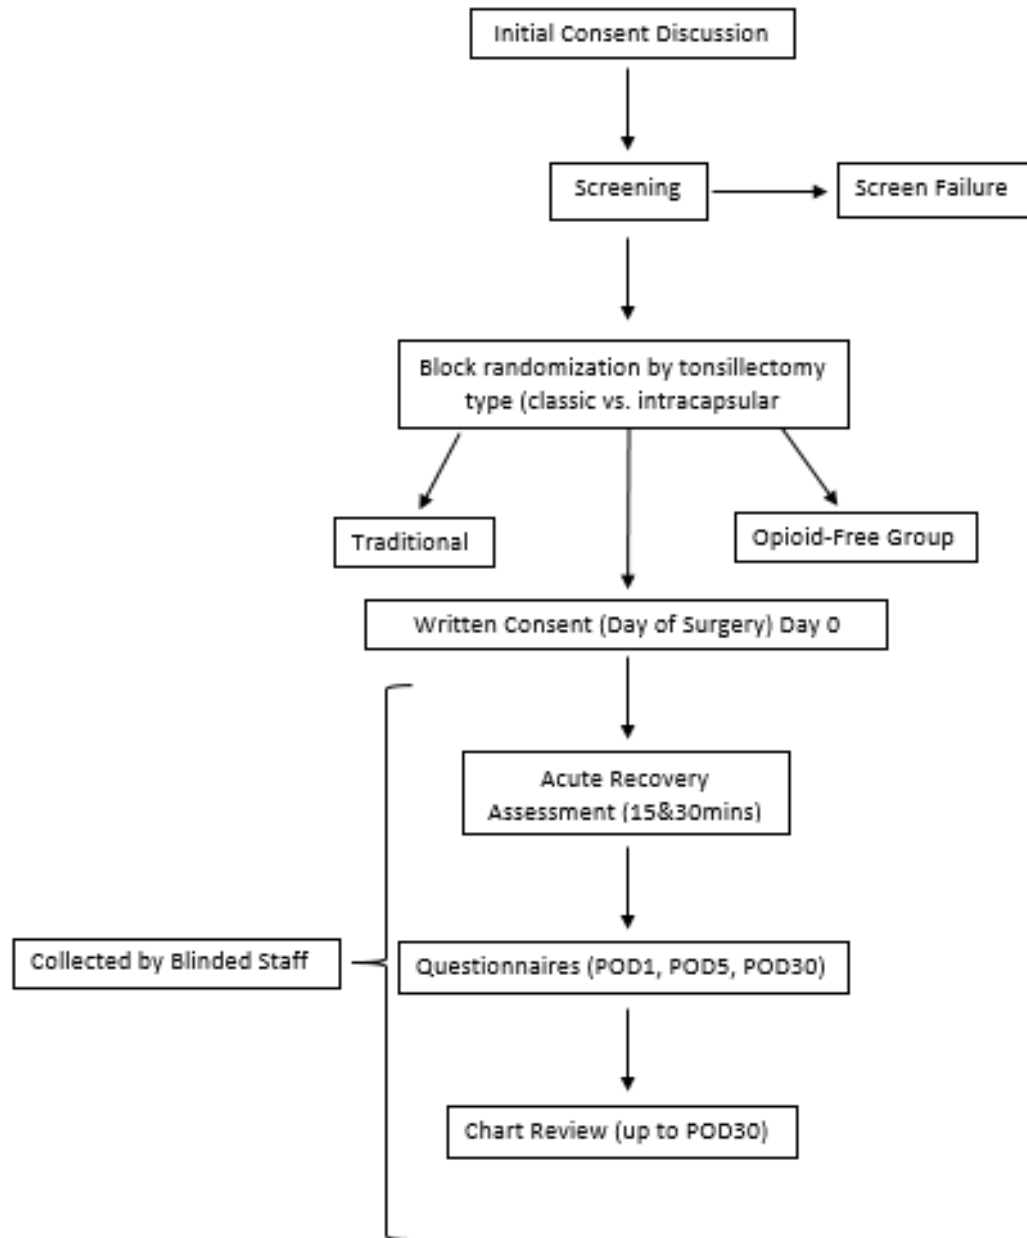 Initial Consent Discussion
Screening
Screen Failure
Block randomization by tonsillectomy
type (classic vs. intracapsular
Traditional
Opioid-Free Group
Written Consent (Day of Surgery) Day 0
Acute Recovery
Assessment (15&30mins)
Collected by Blinded Staff
Questionnaires (POD1, POD5, POD30)
Chart Review (up to POD30)